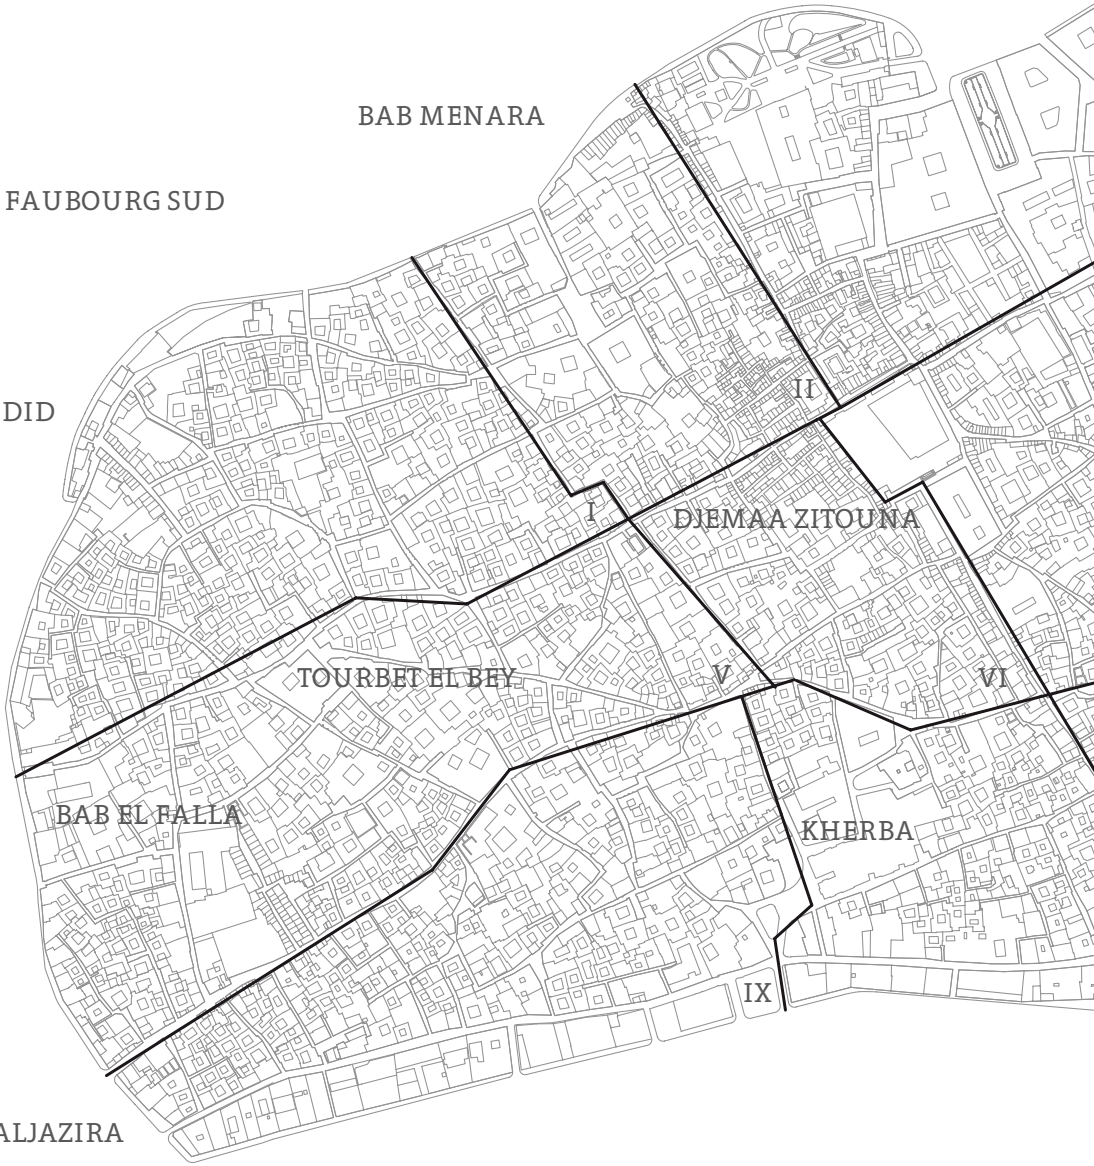 BAB MENARA
FAUBOURG SUD
II
DID
I
DJEMAA ZITOUNA
TOURBET EL BEY
V
VI
BAB EL FALLA
KHERBA
IX
ALJAZIRA